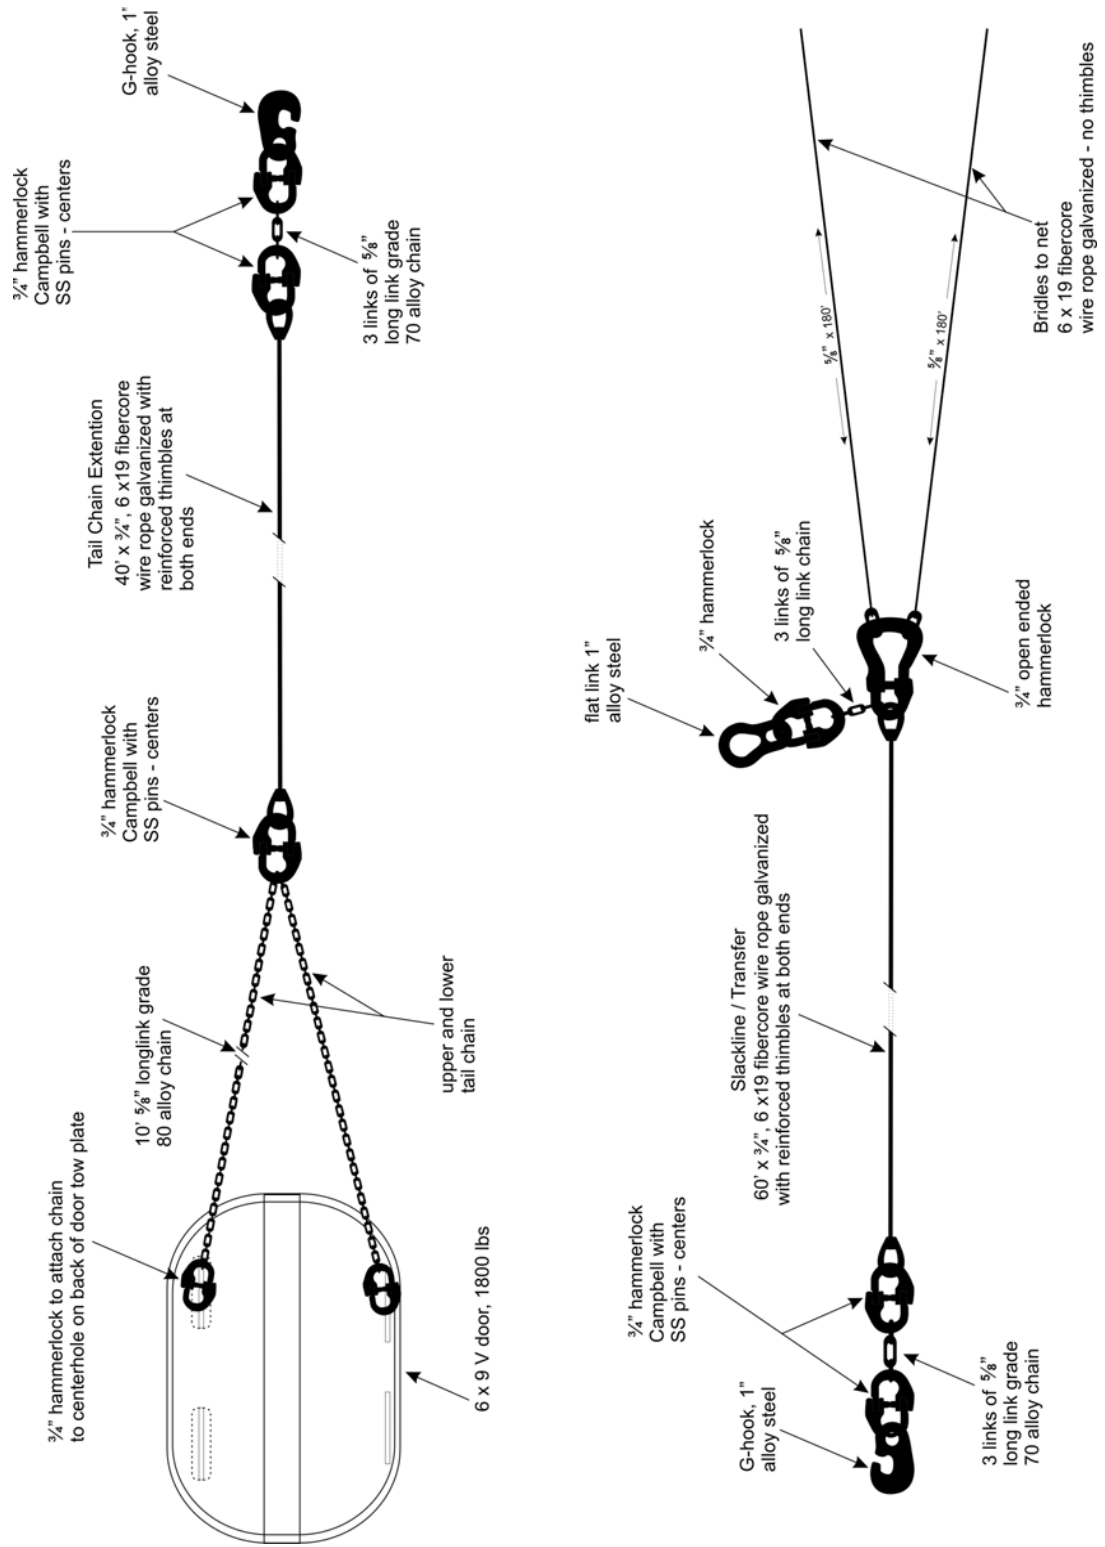 ¾” hammerlock to attach chain
to centerhole on back of door tow plate
10’ ⅝” longlink grade
80 alloy chain
¾” hammerlock
Campbell with
SS pins - centers
Tail Chain Extention
40’ x ¾”, 6 x19 fibercore
wire rope galvanized with
reinforced thimbles at
both ends
¾” hammerlock
Campbell with
SS pins - centers
G-hook, 1”
alloy steel
6 x 9 V door, 1800 lbs
upper and lower
tail chain
3 links of ⅝”
long link grade
70 alloy chain
G-hook, 1”
alloy steel
¾” hammerlock
Campbell with
SS pins - centers
Slackline / Transfer
60’ x ¾”, 6 x19 fibercore wire rope galvanized
with reinforced thimbles at both ends
flat link 1”
alloy steel
¾” hammerlock
3 links of ⅝”
long link chain
⅝” x 180’
⅝” x 180’
3 links of ⅝”
long link grade
70 alloy chain
¾” open ended
hammerlock
Bridles to net
6 x 19 fibercore
wire rope galvanized - no thimbles